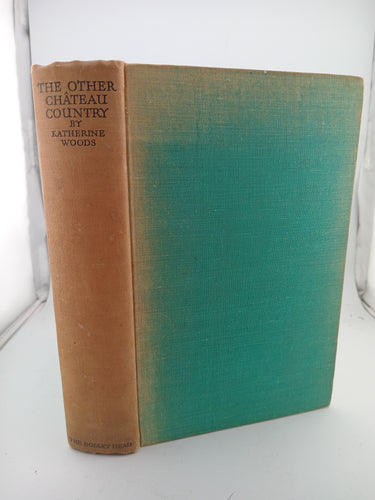 THE OTHER
CHÂTEAU
COUNTRY
BY
KATHERINE
WOODS
THE BODLEY HEAD